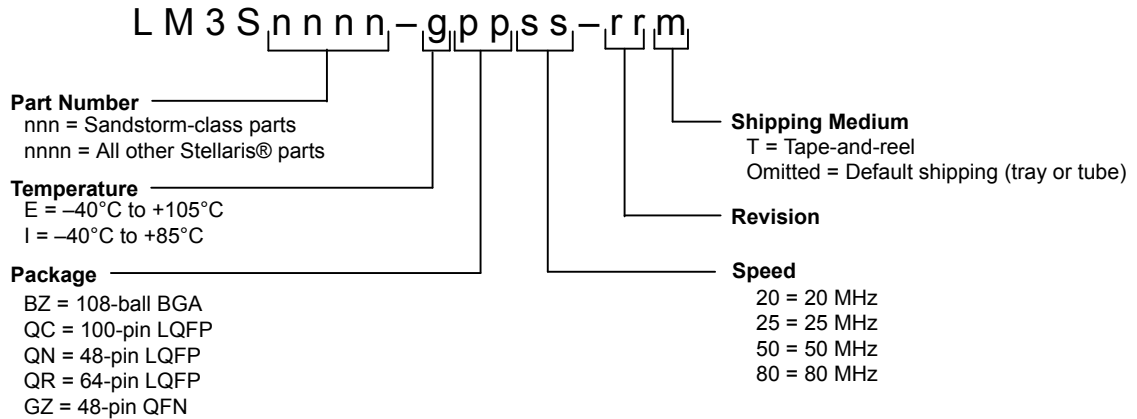 LM3Snnnn–gppss–rrm
Part Number
nnn = Sandstorm-class parts
nnnn = All other Stellaris® parts
Temperature
E = –40°C to +105°C
I = –40°C to +85°C
Package
BZ = 108-ball BGA
QC = 100-pin LQFP
QN = 48-pin LQFP
QR = 64-pin LQFP
GZ = 48-pin QFN
Shipping Medium
T = Tape-and-reel
Omitted = Default shipping (tray or tube)
Revision
Speed
20 = 20 MHz
25 = 25 MHz
50 = 50 MHz
80 = 80 MHz